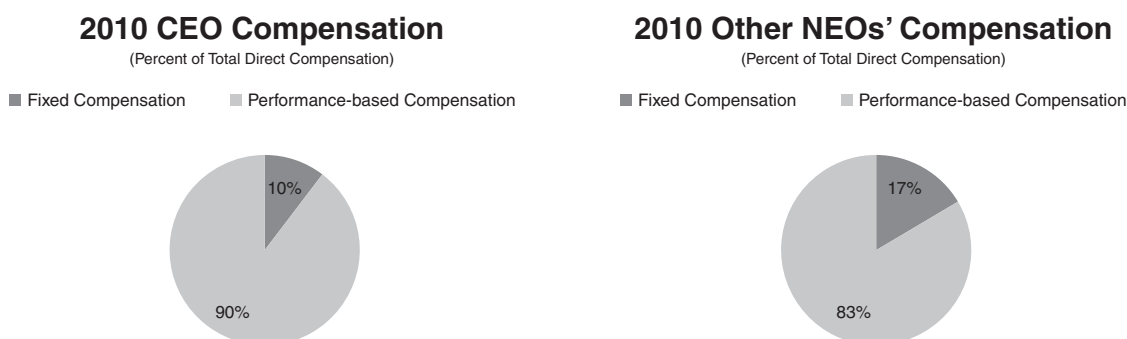 2010 CEO Compensation
(Percent of Total Direct Compensation)
Fixed Compensation Performance-based Compensation
10%
90%
2010 Other NEOs’ Compensation
(Percent of Total Direct Compensation)
Fixed Compensation Performance-based Compensation
17%
83%